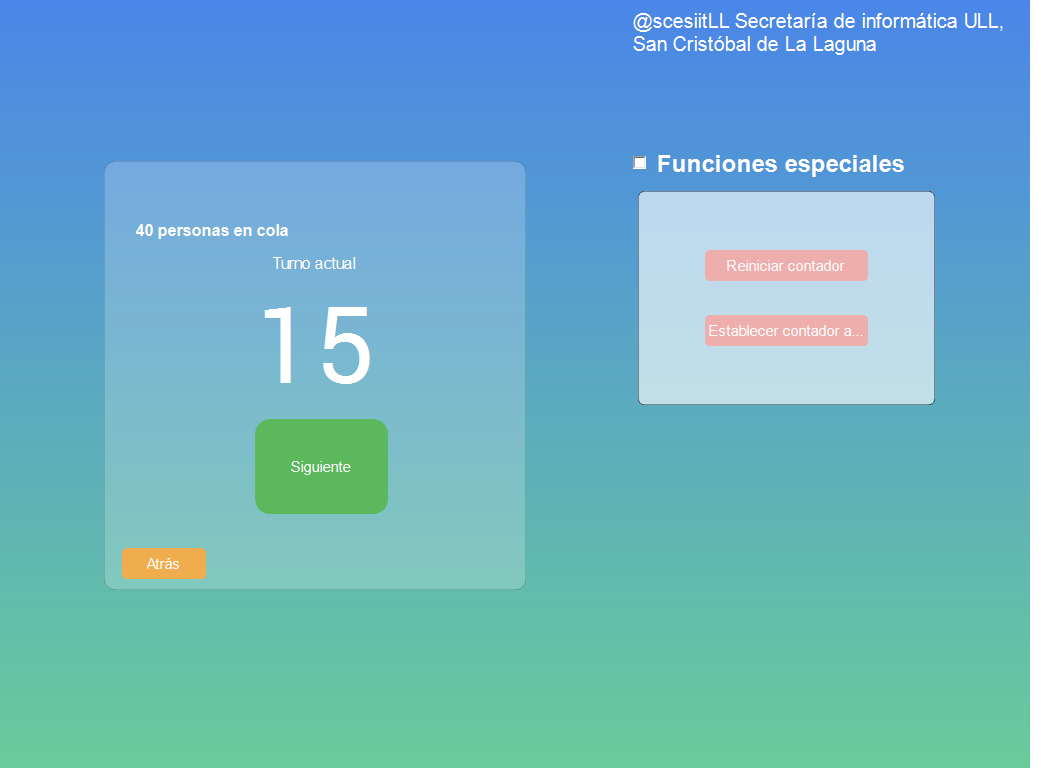 @scesiitLL Secretaría de informática ULL,
San Cristóbal de La Laguna
Funciones especiales
40 personas en cola
Turno actual
15
Siguiente
Atrás
Reiniciar contador
Establecer contador a...